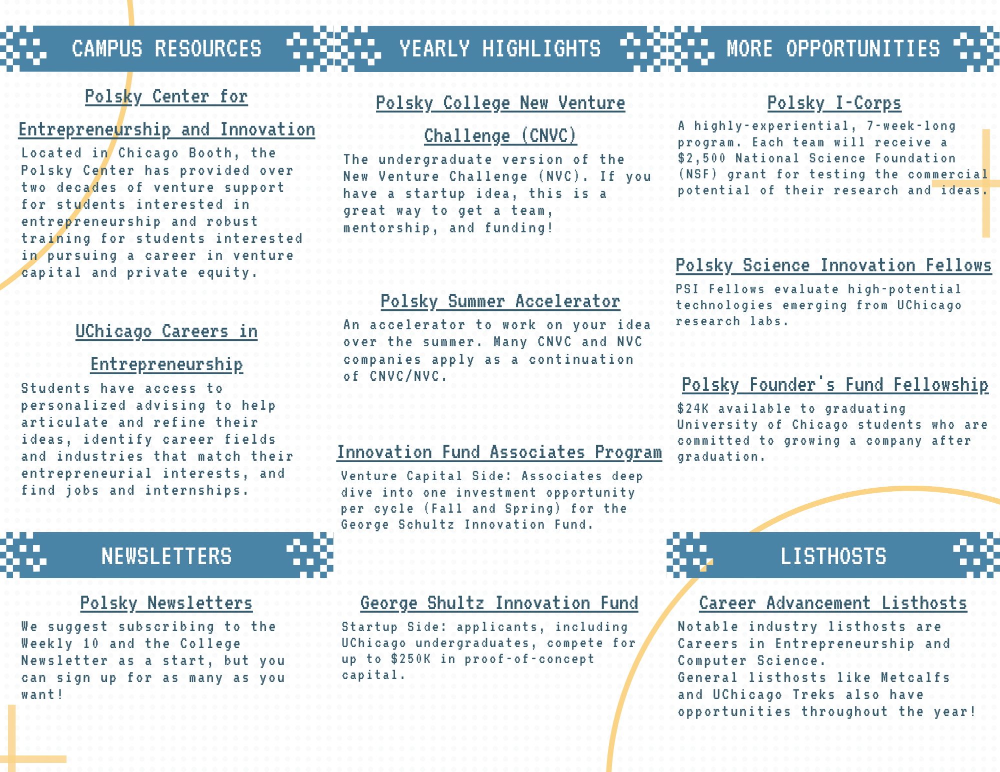 CAMPUS RESOURCES
Polsky Center for
Entrepreneurship and Innovation
Located in Chicago Booth, the
Polsky Center has provided over
two decades of venture support
for students interested in
entrepreneurship and robust
training for students interested
in pursuing a career in venture
capital and private equity.
UChicago Careers in
Entrepreneurship
Students have access to
personalized advising to help
articulate and refine their
ideas, identify career fields
and industries that match their
entrepreneurial interests, and
find jobs and internships.
NEWSLETTERS
Polsky Newsletters
We suggest subscribing to the
Weekly 10 and the College
Newsletter as a start, but you
can sign up for as many as you
want!
YEARLY HIGHLIGHTS
Polsky College New Venture
Challenge (CNVC)
The undergraduate version of the
New Venture Challenge (NVC). If you
have a startup idea, this is a
great way to get a team,
mentorship, and funding!
Polsky Summer Accelerator
An accelerator to work on your idea
over the summer. Many CNVC and NVC
companies apply as a continuation
of CNVC/NVC.
Innovation Fund Associates Program
Venture Capital Side: Associates deep
dive into one investment opportunity
per cycle (Fall and Spring) for the
George Schultz Innovation Fund.
George Shultz Innovation Fund
Startup Side: applicants, including
UChicago undergraduates, compete for
up to $250K in proof-of-concept
capital.
MORE OPPORTUNITIES
Polsky I-Corps
A highly-experiential, 7-week-long
program. Each team will receive a
$2,500 National Science Foundation
(NSF) grant for testing the commercial
potential of their research and ideas.
Polsky Science Innovation Fellows
PSI Fellows evaluate high-potential
technologies emerging from UChicago
research labs.
Polsky Founder's Fund Fellowship
$24K available to graduating
University of Chicago students who are
committed to growing a company after
graduation.
LISTHOSTS
Career Advancement Listhosts
Notable industry listhosts are
Careers in Entrepreneurship and
Computer Science.
General listhosts like Metcalfs
and UChicago Treks also have
opportunities throughout the year!